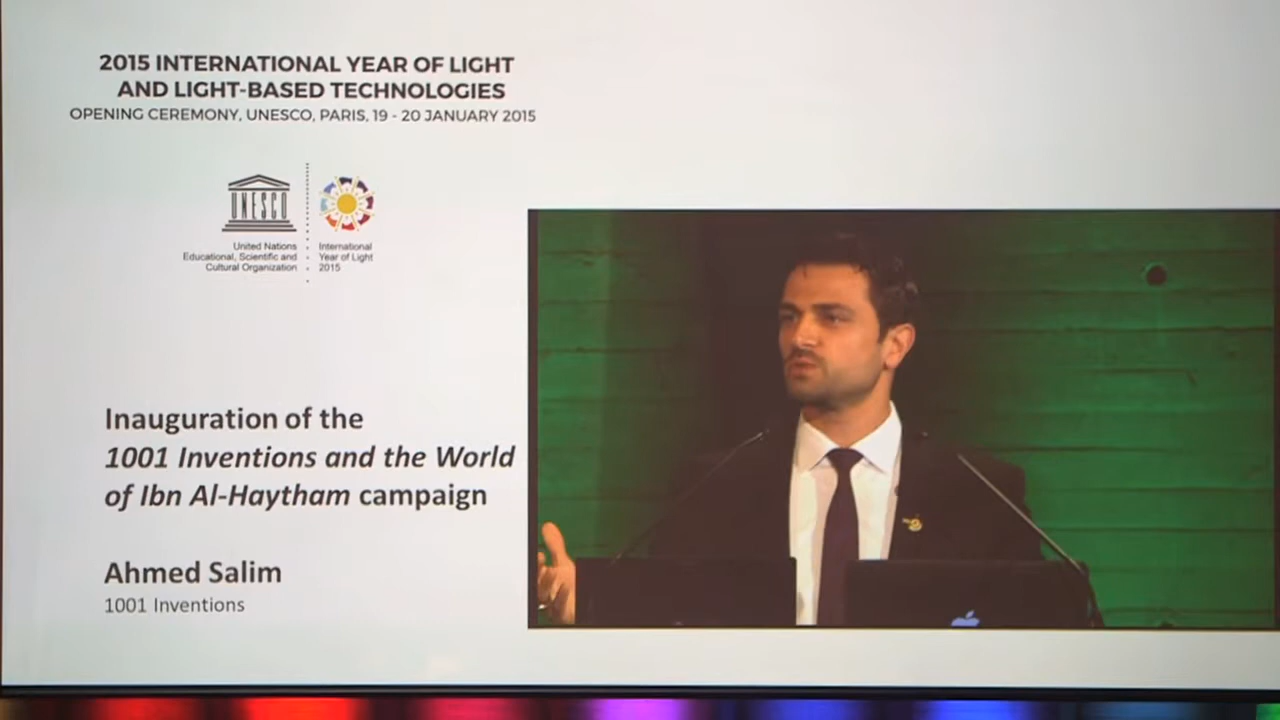 2015 INTERNATIONAL YEAR OF LIGHT
AND LIGHT-BASED TECHNOLOGIES
OPENING CEREMONY, UNESCO, PARIS, 19 - 20 JANUARY 2015
UNESCO
United Nations
Educational, Scientific and
Cultural Organization
International
Year of Light
2015
Inauguration of the
1001 Inventions and the World
of Ibn Al-Haytham campaign
Ahmed Salim
1001 Inventions